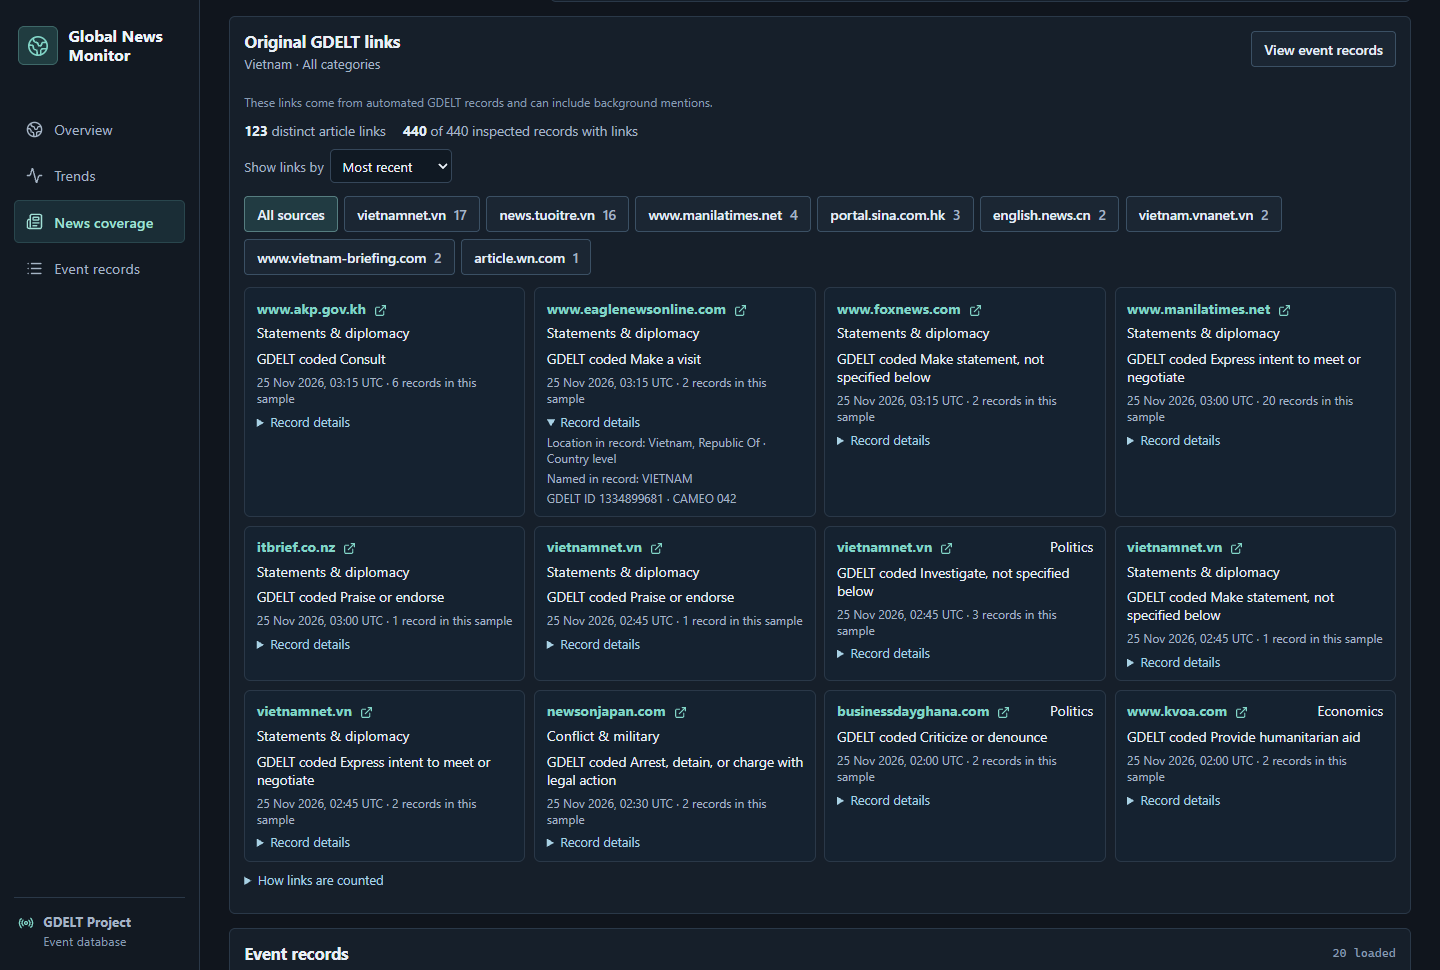 Global News
Monitor
Overview
Trends
News coverage
Event records
GDELT Project
Event database
Original GDELT links
Vietnam · All categories
View event records
These links come from automated GDELT records and can include background mentions.
123 distinct article links 440 of 440 inspected records with links
Show links by Most recent
All sources vietnamnet.vn 17 news.tuoitre.vn 16 www.manilatimes.net 4 portal.sina.com.hk 3 english.news.cn 2 vietnam.vnanet.vn 2
www.vietnam-briefing.com 2 article.wn.com 1
www.akp.gov.kh
Statements & diplomacy
GDELT coded Consult
25 Nov 2026, 03:15 UTC · 6 records in this
sample
Record details
www.eaglenewsonline.com
Statements & diplomacy
GDELT coded Make a visit
25 Nov 2026, 03:15 UTC · 2 records in this
sample
Record details
Location in record: Vietnam, Republic Of ·
Country level
Named in record: VIETNAM
GDELT ID 1334899681 · CAMEO 042
www.foxnews.com
Statements & diplomacy
GDELT coded Make statement, not
specified below
25 Nov 2026, 03:15 UTC · 2 records in this
sample
Record details
www.manilatimes.net
Statements & diplomacy
GDELT coded Express intent to meet or
negotiate
25 Nov 2026, 03:00 UTC · 20 records in this
sample
Record details
itbrief.co.nz
Statements & diplomacy
GDELT coded Praise or endorse
25 Nov 2026, 03:00 UTC · 1 record in this sample
Record details
vietnamnet.vn
Statements & diplomacy
GDELT coded Praise or endorse
25 Nov 2026, 02:45 UTC · 1 record in this sample
Record details
vietnamnet.vn Politics
GDELT coded Investigate, not specified
below
25 Nov 2026, 02:45 UTC · 3 records in this
sample
Record details
vietnamnet.vn
Statements & diplomacy
GDELT coded Make statement, not
specified below
25 Nov 2026, 02:45 UTC · 1 record in this sample
Record details
vietnamnet.vn
Statements & diplomacy
GDELT coded Express intent to meet or
negotiate
25 Nov 2026, 02:45 UTC · 2 records in this
sample
Record details
newsonjapan.com
Conflict & military
GDELT coded Arrest, detain, or charge with
legal action
25 Nov 2026, 02:30 UTC · 2 records in this
sample
Record details
businessdayghana.com Politics
GDELT coded Criticize or denounce
25 Nov 2026, 02:00 UTC · 2 records in this
sample
Record details
www.kvoa.com Economics
GDELT coded Provide humanitarian aid
25 Nov 2026, 02:00 UTC · 2 records in this
sample
Record details
How links are counted
Event records
20 loaded